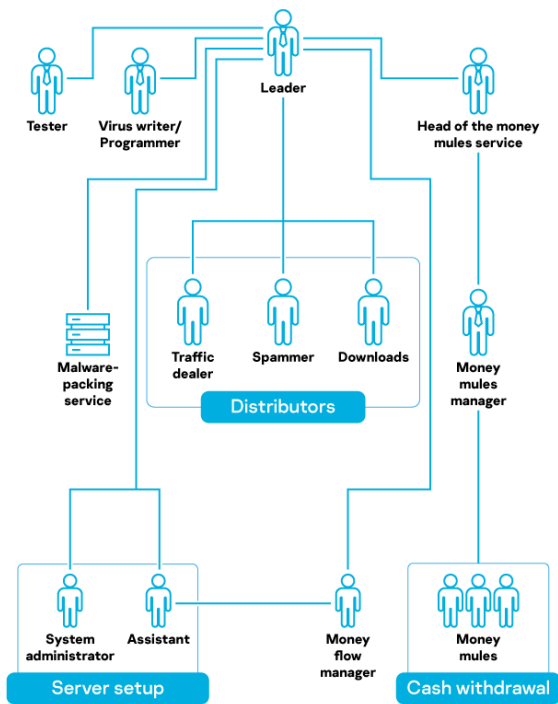 Leader
Tester
Virus writer/
Programmer
Head of the money
mules service
Malware-
packing
service
Traffic
dealer
Spammer
Downloads
Distributors
Money
mules
manager
System
administrator
Assistant
Server setup
Money
flow
manager
Money
mules
Cash withdrawal